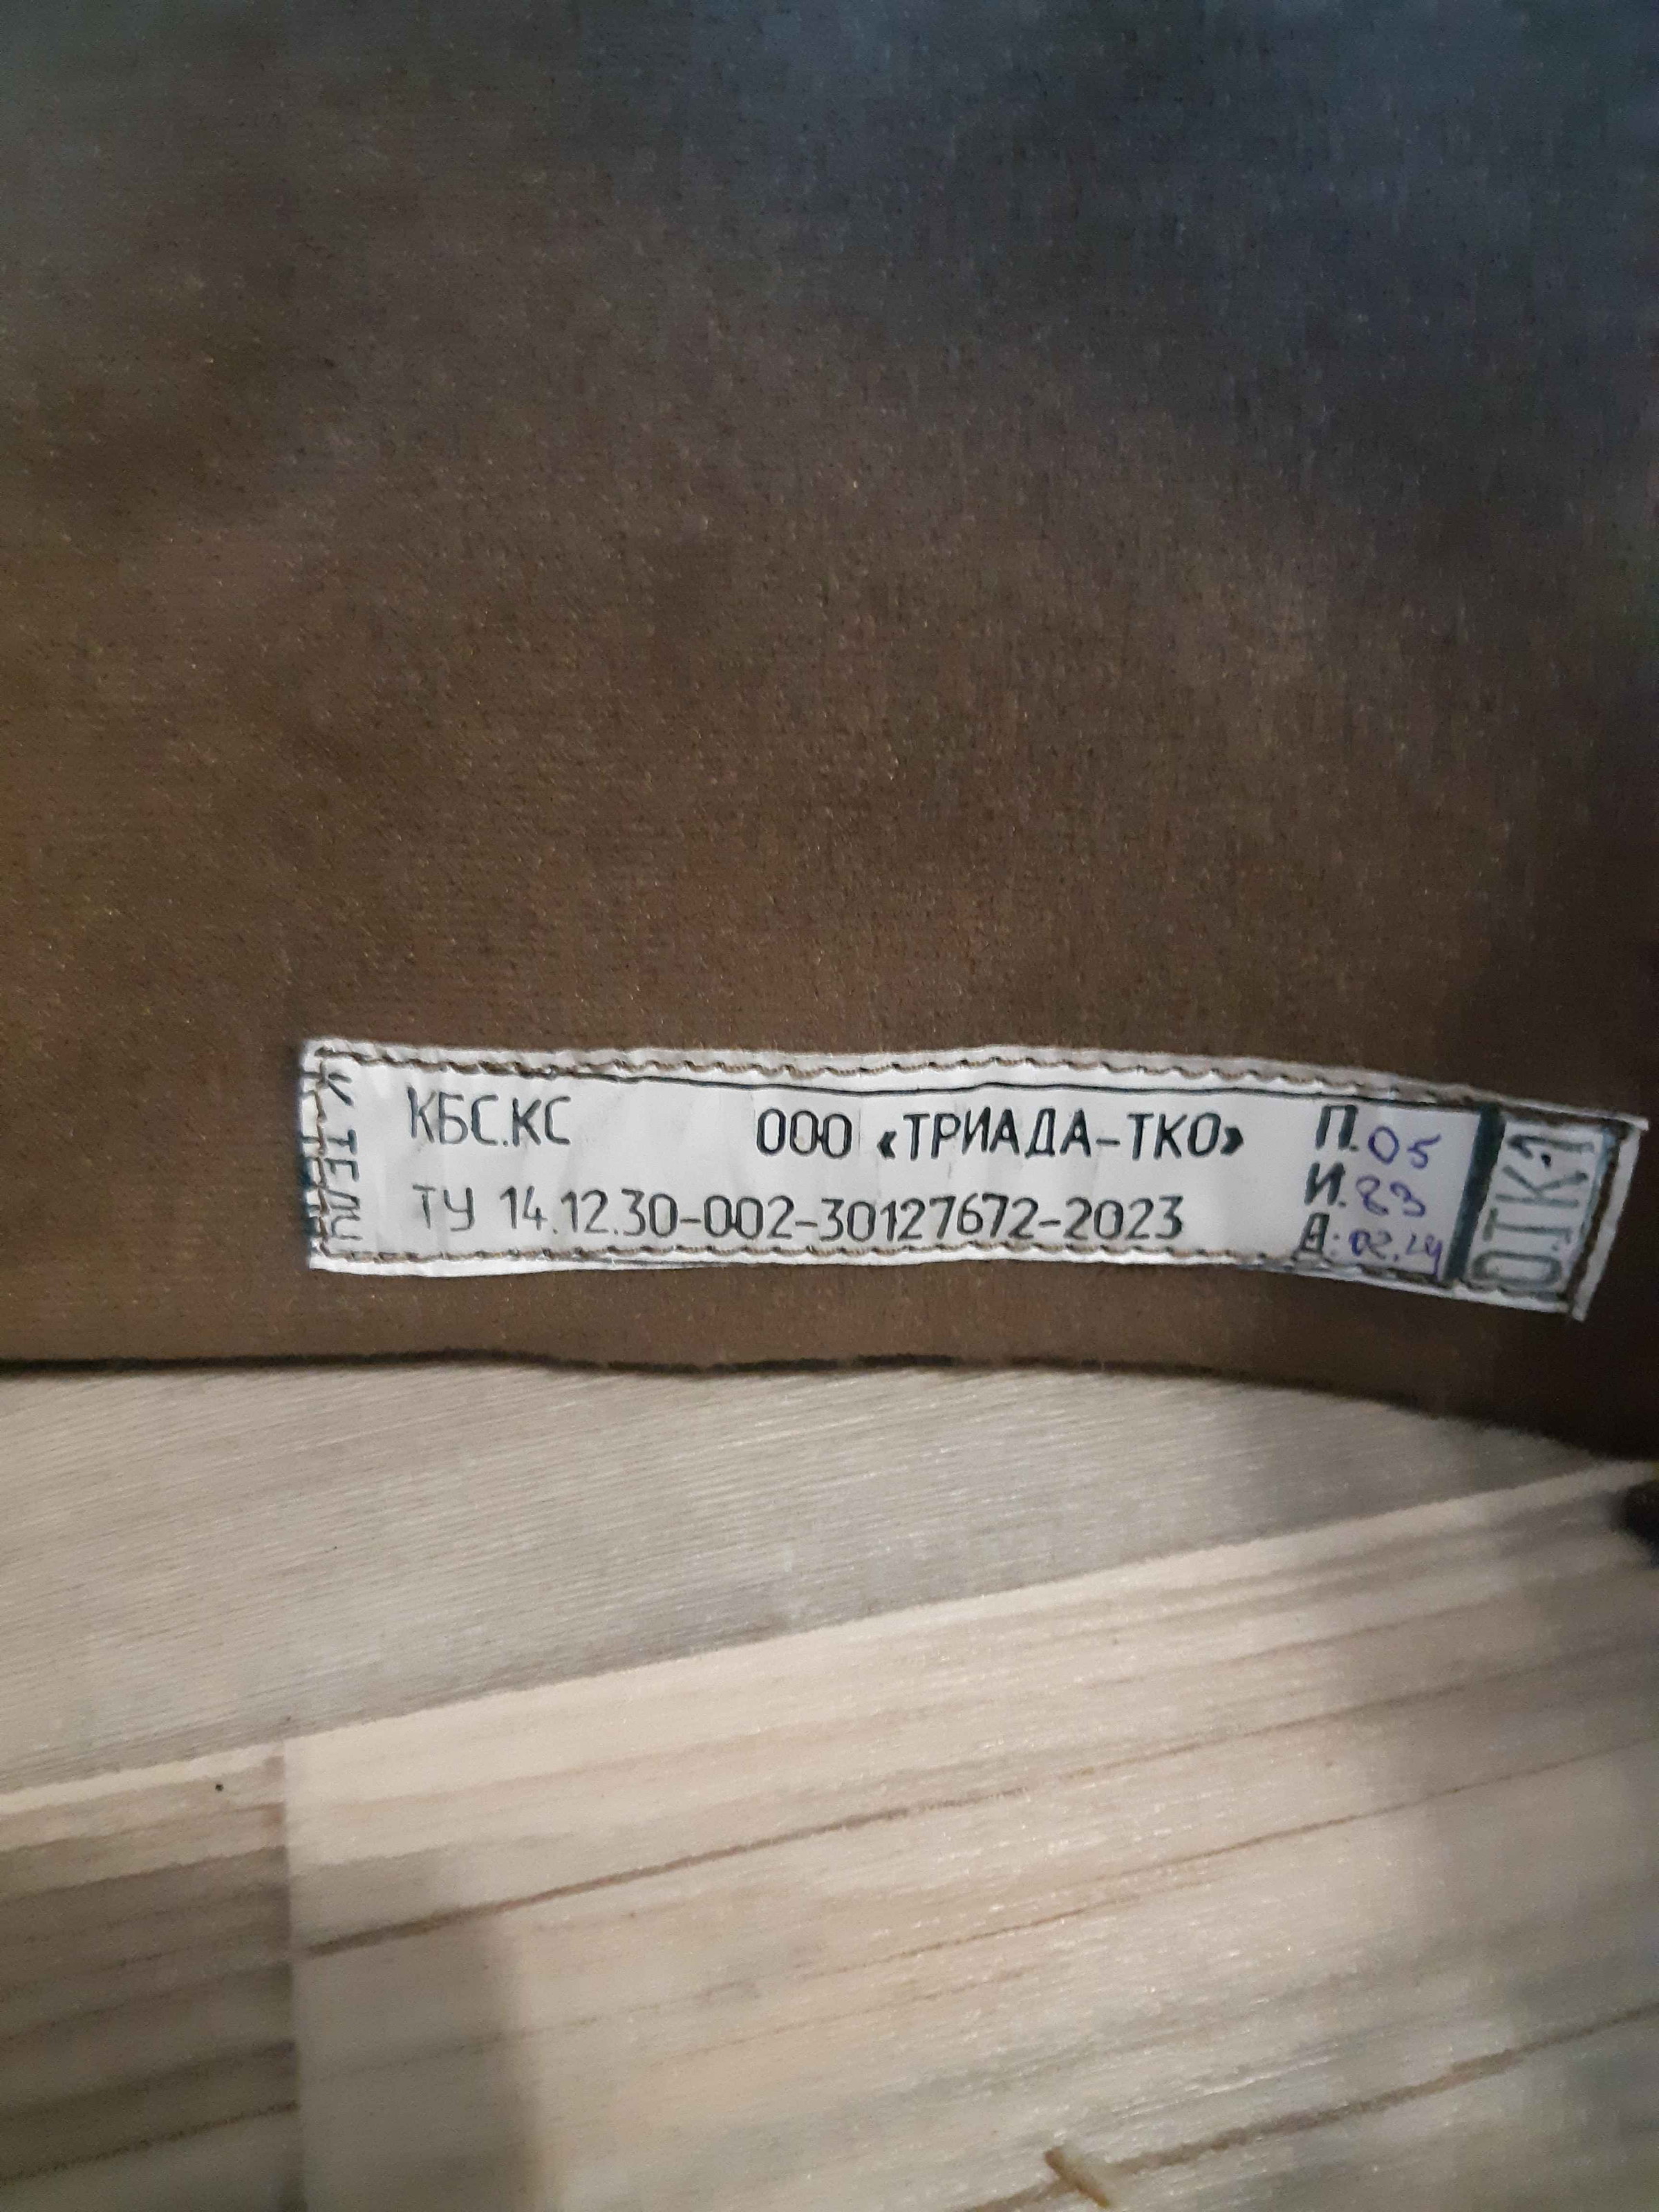 К ТЕЛУ
КБС.КС
ООО «ТРИАДА-ТКО»
ТУ 14.12.30-002-30127672-2023
П. 05
И. 83
Д: 02.24
ОТК-1